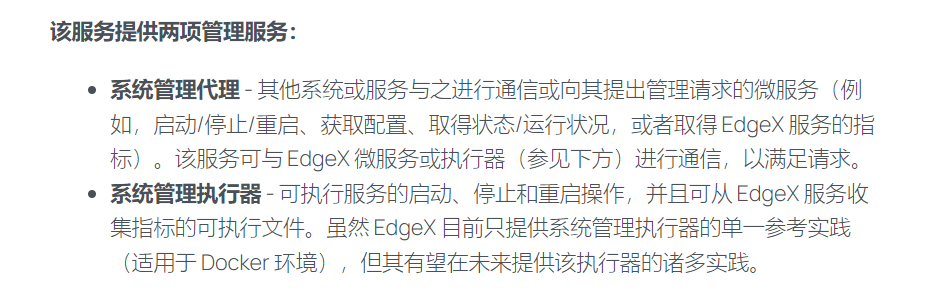 该服务提供两项管理服务：
系统管理代理 - 其他系统或服务与之进行通信或向其提出管理请求的微服务（例
如，启动/停止/重启、获取配置、取得状态/运行状况，或者取得 EdgeX 服务的指
标）。该服务可与 EdgeX 微服务或执行器（参见下方）进行通信，以满足请求。
系统管理执行器 - 可执行服务的启动、停止和重启操作，并且可从 EdgeX 服务收
集指标的可执行文件。虽然 EdgeX 目前只提供系统管理执行器的单一参考实践
（适用于 Docker 环境），但其有望在未来提供该执行器的诸多实践。